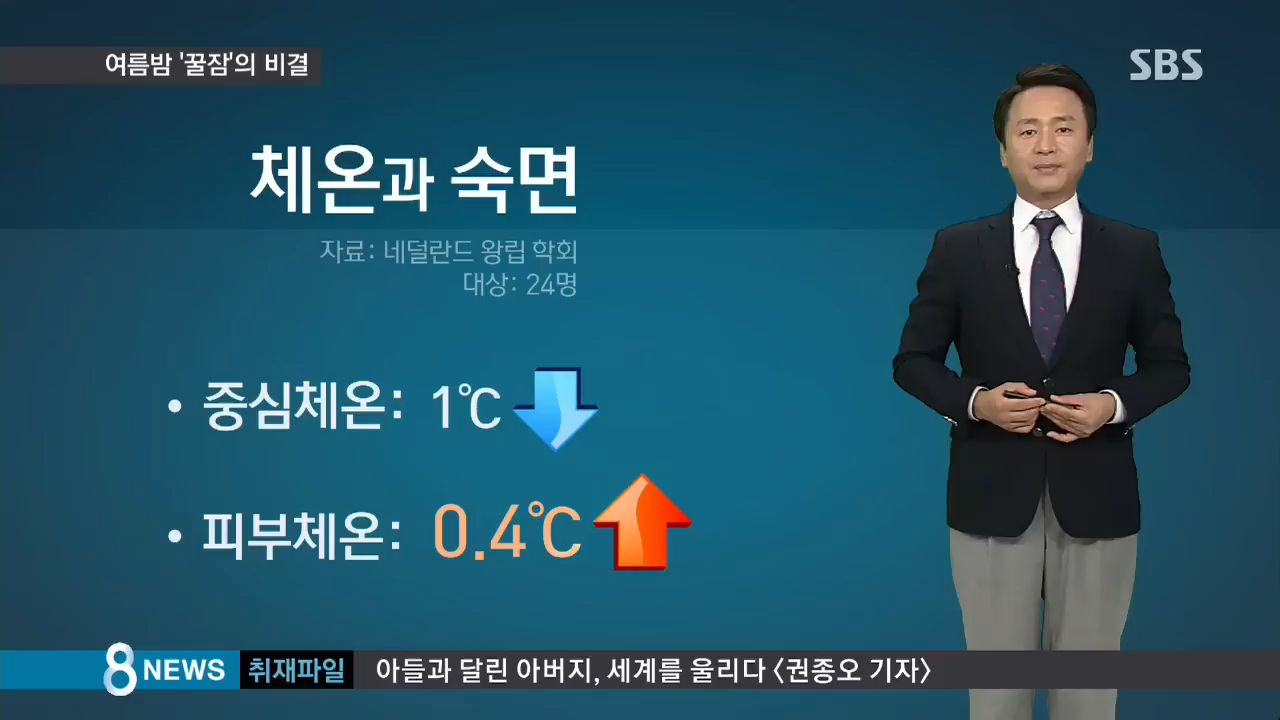 여름밤 '꿀잠'의 비결
SBS
체온과 숙면
자료: 네덜란드 왕립 학회
대상: 24명
• 중심체온: 1℃
• 피부체온: 0.4℃
8 NEWS 취재파일 아들과 달린 아버지, 세계를 울리다 〈권종오 기자〉